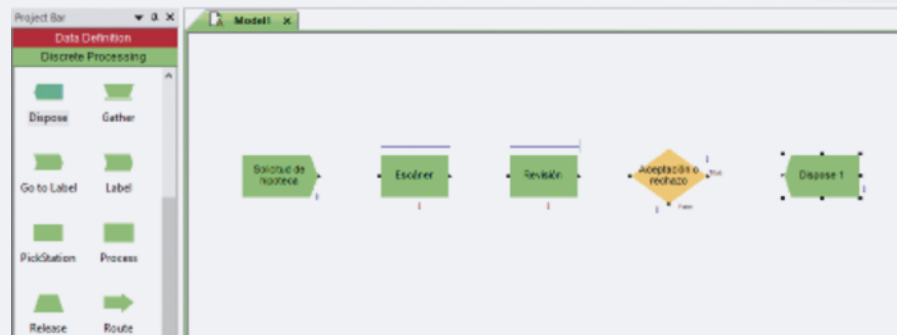 Project Bar
Model1
Data Definition
Discrete Processing
Dispose
Gather
Go to Label
Label
PickStation
Process
Release
Route
Solicitud de
hipoteca
Escáner
Revisión
Aceptación o
rechazo
True
False
Dispose 1